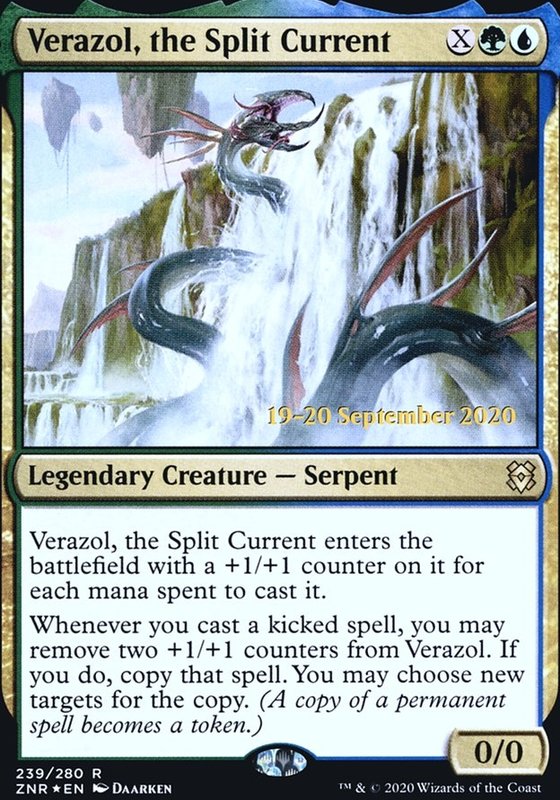 Verazol, the Split Current X
19-20 September 2020
Legendary Creature — Serpent
Verazol, the Split Current enters the
battlefield with a +1/+1 counter on it for
each mana spent to cast it.
Whenever you cast a kicked spell, you may
remove two +1/+1 counters from Verazol. If
you do, copy that spell. You may choose new
targets for the copy. (A copy of a permanent
spell becomes a token.)
0/0
239/280 R
ZNR ★ EN Daarken
™ & © 2020 Wizards of the Coast